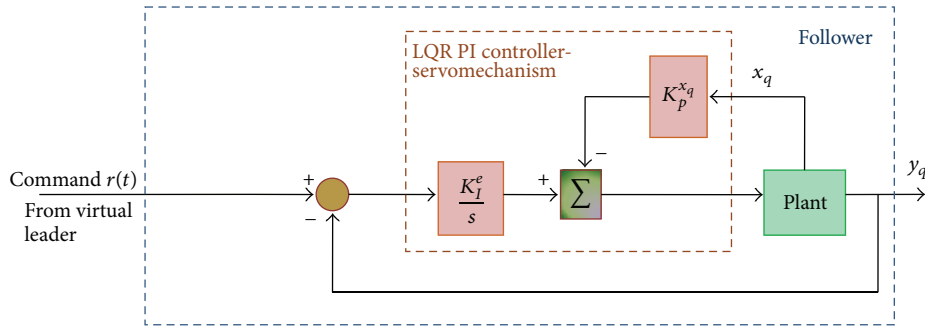 Follower
LQR PI controller-
servomechanism
x_q
K_p^{x_q}
−
y_q
Command r(t)
+
K_I^e
s
+
∑
Plant
From virtual
leader
−